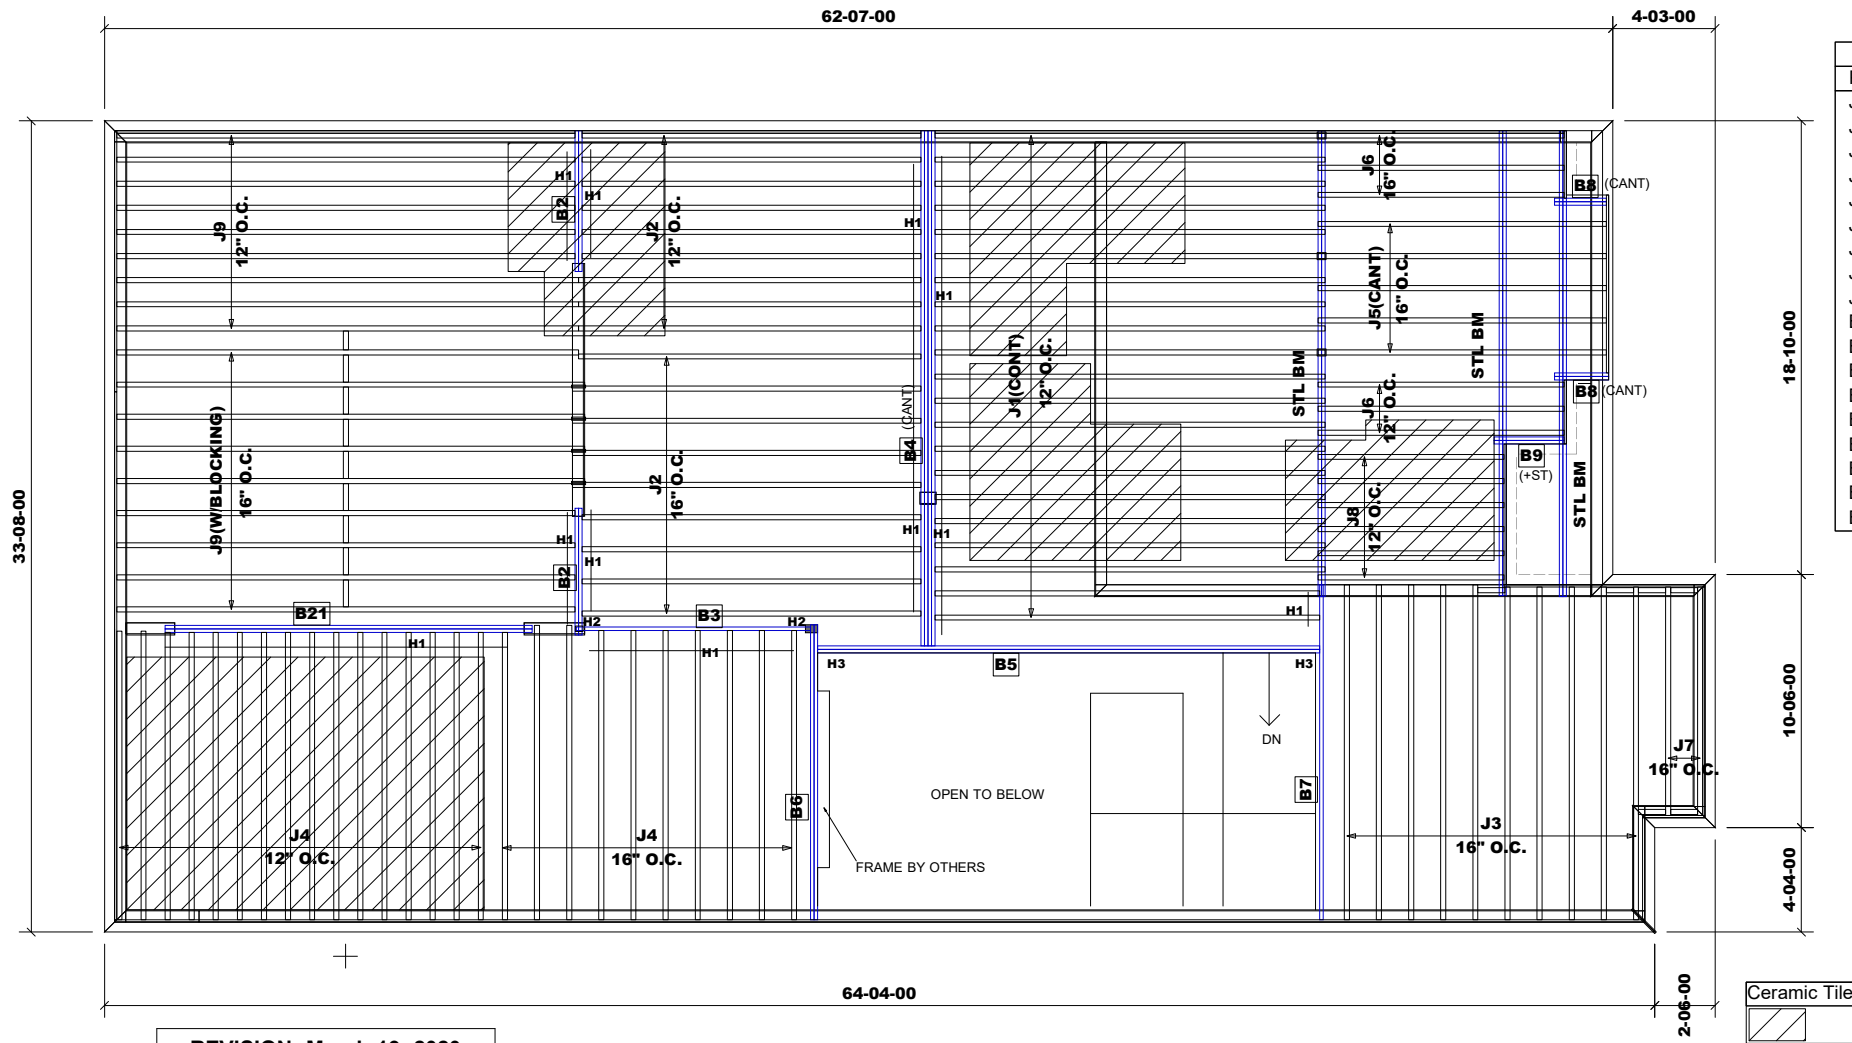 62-07-00
4-03-00
33-08-00
18-10-00
10-06-00
4-04-00
64-04-00
2-06-00
J9
12" O.C.
H1
B2
H1
J2
12" O.C.
H1
H1
J1(CONT)
12" O.C.
J6
16" O.C.
B8 (CANT)
J5(CANT)
16" O.C.
STL BM
STL BM
B8 (CANT)
J6
12" O.C.
B9
(+ST)
STL BM
J8
12" O.C.
J9(W/BLOCKING)
16" O.C.
J2
16" O.C.
(CANT)
B4
H1
H1
H1
H1
B2
B21
H1
H2
B3
H2
H1
H1
H3
B5
H3
DN
OPEN TO BELOW
B6
B7
FRAME BY OTHERS
J4
12" O.C.
J4
16" O.C.
J3
16" O.C.
J7
16" O.C.
Ceramic Tile